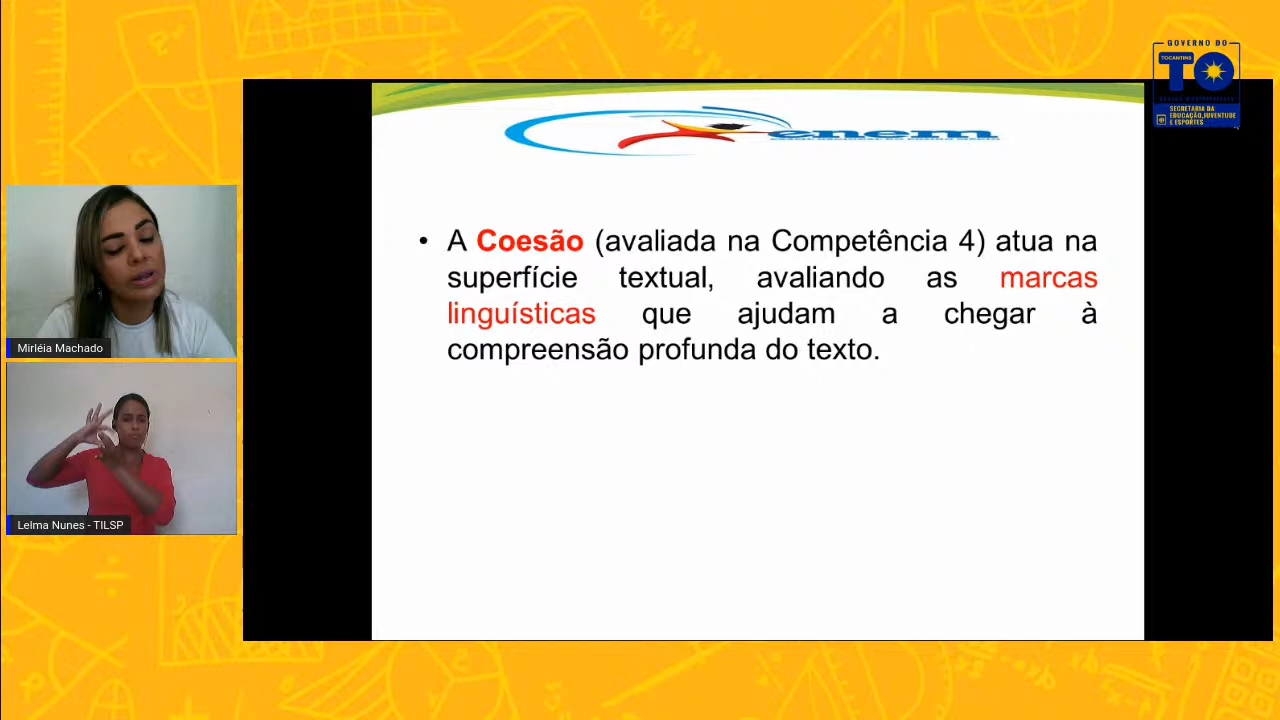 GOVERNO DO
TOCANTINS
TO
SECRETARIA DA
EDUCAÇÃO, JUVENTUDE
E ESPORTES
enem
• A Coesão (avaliada na Competência 4) atua na
superfície textual, avaliando as marcas
linguísticas que ajudam a chegar à
compreensão profunda do texto.
Mirléia Machado
Lelma Nunes - TILSP